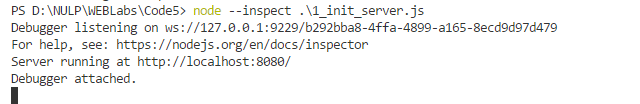 PS D:\NULP\WEBLabs\Code5> node --inspect .\1_init_server.js
Debugger listening on ws://127.0.0.1:9229/b292bba8-4ffa-4899-a165-8ecd9d97d479
For help, see: https://nodejs.org/en/docs/inspector
Server running at http://localhost:8080/
Debugger attached.